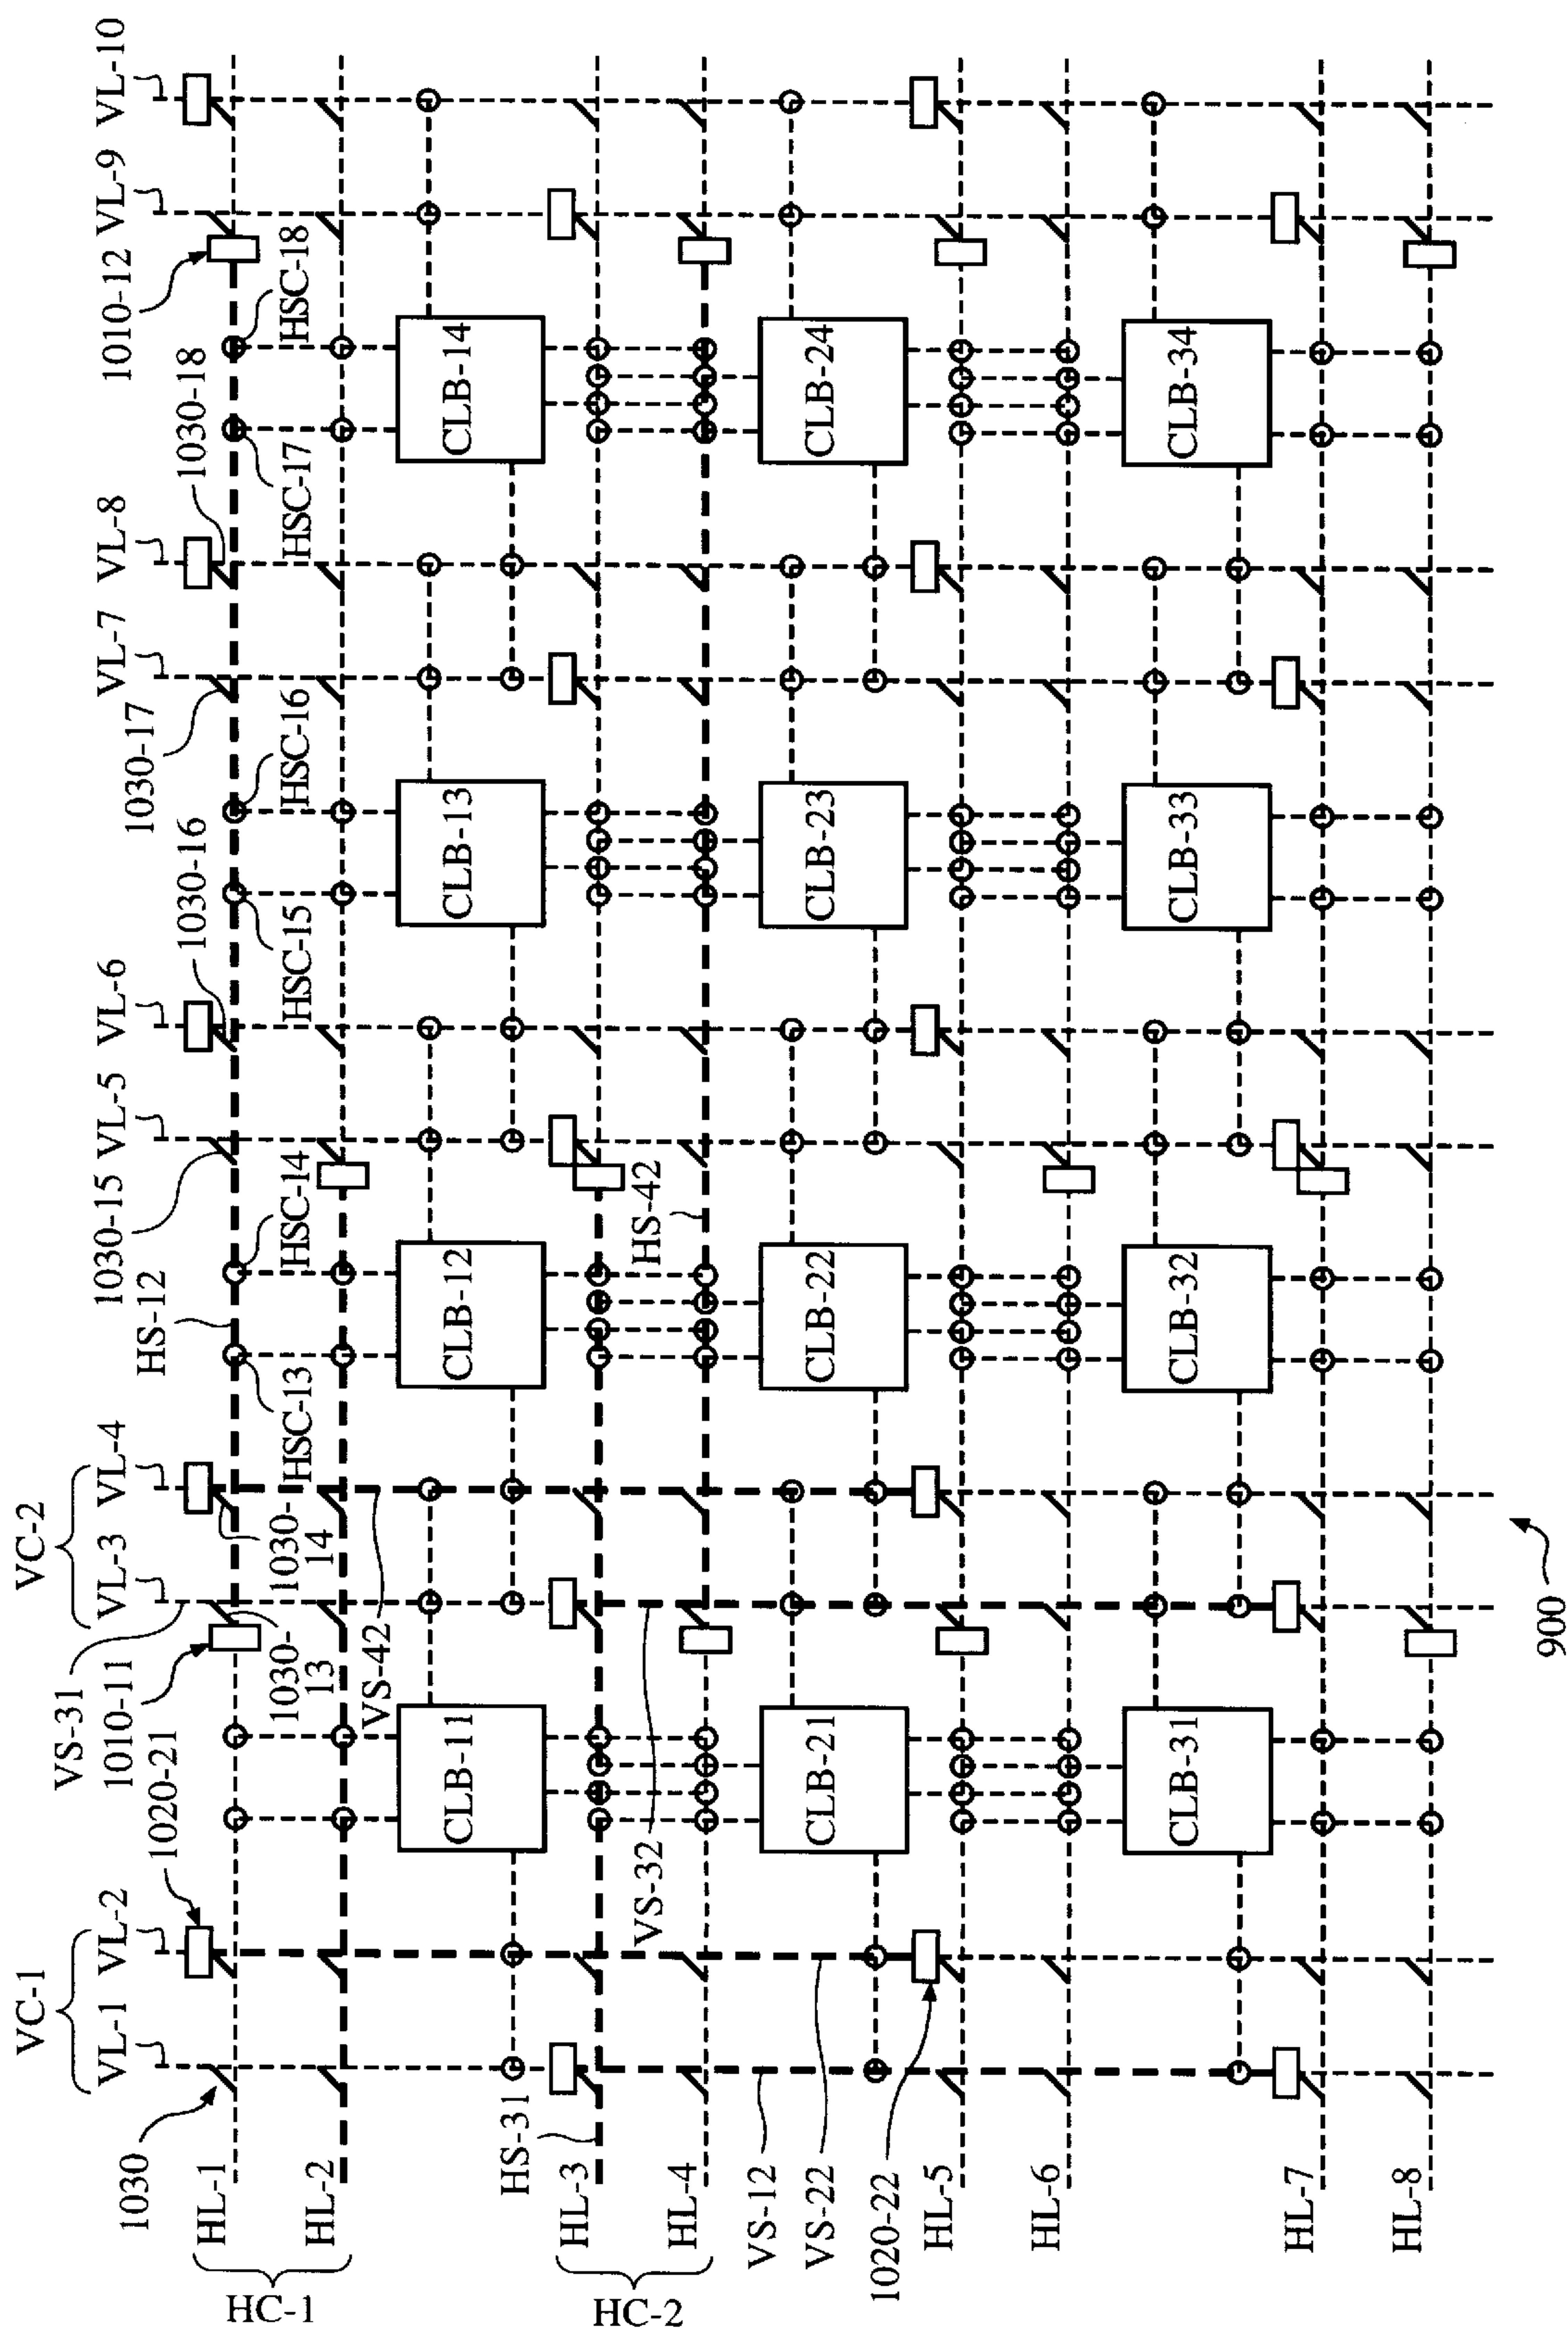 VC-1
VC-2
VL-1
VL-2
VL-3
VL-4
VL-5
VL-6
VL-7
VL-8
VL-9
VL-10
1030
1020-21
VS-31
1010-11
1030-
13
1030-
14
HS-12
1030-15
1030-16
1030-17
1030-18
1010-12
HSC-13
HSC-14
HSC-15
HSC-16
HSC-17
HSC-18
HC-1
HL-1
HL-2
VS-42
CLB-11
CLB-12
CLB-13
CLB-14
HS-31
HC-2
HL-3
HL-4
VS-32
HS-42
VS-12
VS-22
1020-22
CLB-21
CLB-22
CLB-23
CLB-24
HL-5
HL-6
CLB-31
CLB-32
CLB-33
CLB-34
HL-7
HL-8
900